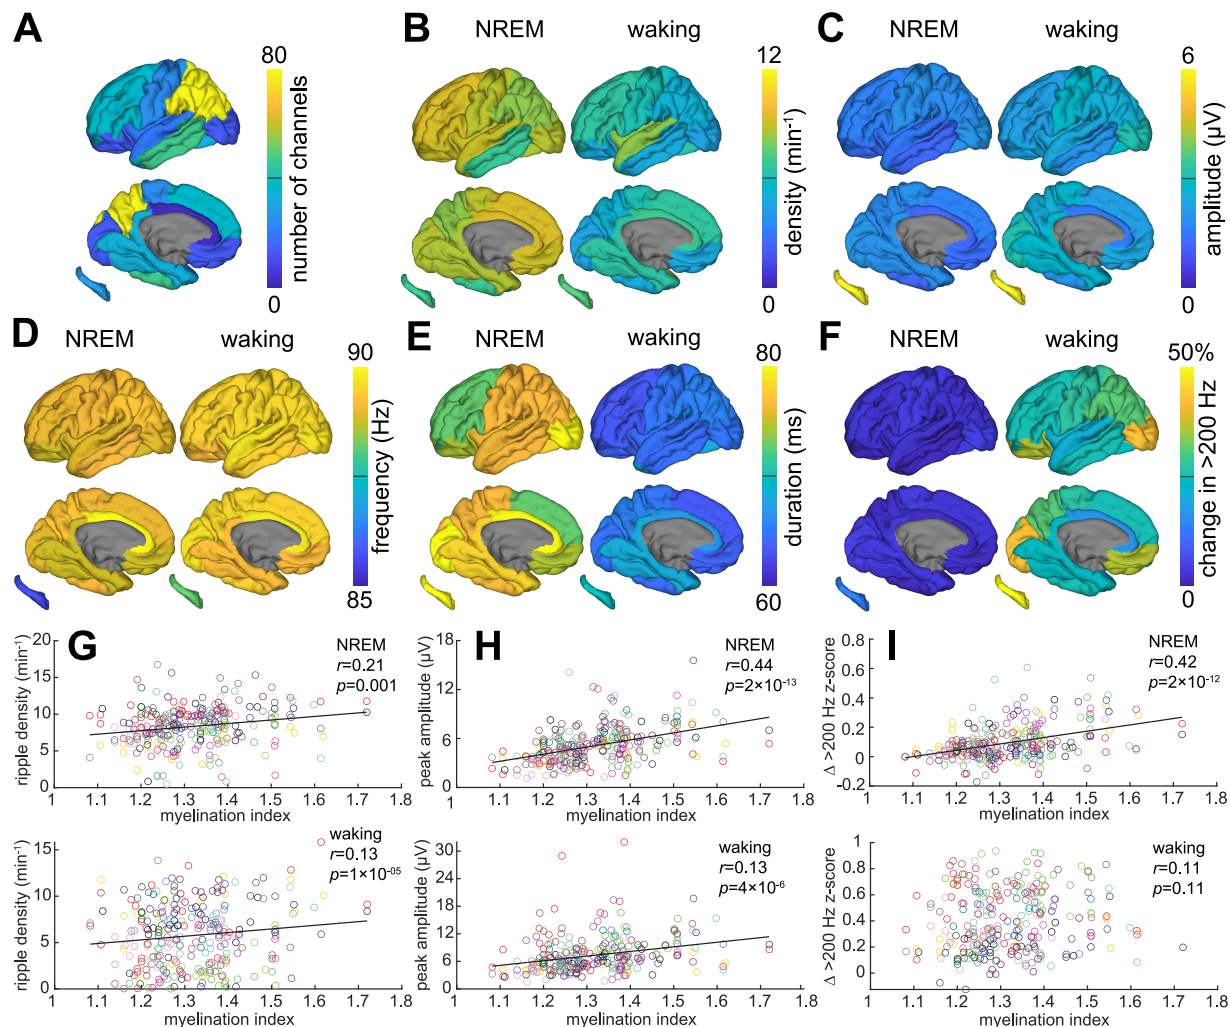 A
80
number of channels
0
B
NREM
waking
12
density (min⁻¹)
0
C
NREM
waking
6
amplitude (µV)
0
D
NREM
waking
90
frequency (Hz)
85
E
NREM
waking
80
duration (ms)
60
F
NREM
waking
50%
change in >200 Hz
0
G
NREM
r=0.21
p=0.001
ripple density (min⁻¹)
20
15
10
5
0
1 1.1 1.2 1.3 1.4 1.5 1.6 1.7 1.8
myelination index
H
NREM
r=0.44
p=2×10⁻¹³
peak amplitude (µV)
18
12
6
0
1 1.1 1.2 1.3 1.4 1.5 1.6 1.7 1.8
myelination index
I
NREM
r=0.42
p=2×10⁻¹²
Δ >200 Hz z-score
0.8
0.6
0.4
0.2
0
-0.2
1 1.1 1.2 1.3 1.4 1.5 1.6 1.7 1.8
myelination index
waking
r=0.13
p=1×10⁻⁰⁵
ripple density (min⁻¹)
15
10
5
0
1 1.1 1.2 1.3 1.4 1.5 1.6 1.7 1.8
myelination index
waking
r=0.13
p=4×10⁻⁶
peak amplitude (µV)
30
24
18
12
6
0
1 1.1 1.2 1.3 1.4 1.5 1.6 1.7 1.8
myelination index
waking
r=0.11
p=0.11
Δ >200 Hz z-score
1
0.8
0.6
0.4
0.2
0
1 1.1 1.2 1.3 1.4 1.5 1.6 1.7 1.8
myelination index